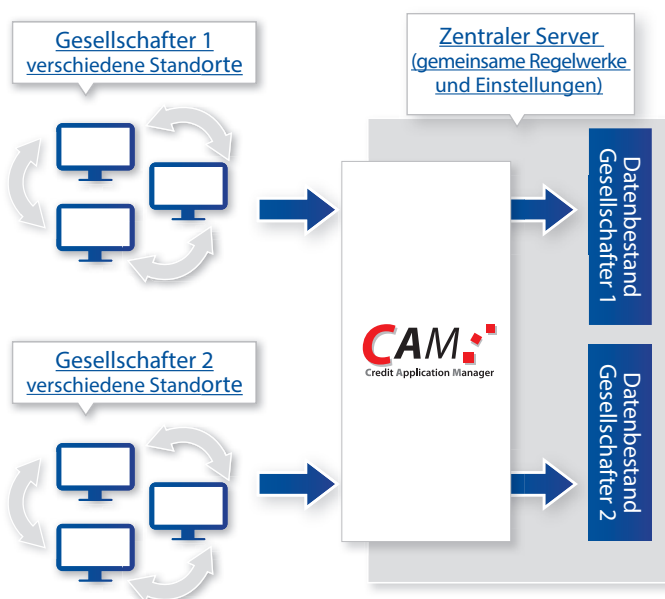 Gesellschafter 1
verschiedene Standorte
Zentraler Server
(gemeinsame Regelwerke
und Einstellungen)
Datenbestand
Gesellschafter 1
CAM
Credit Application Manager
Gesellschafter 2
verschiedene Standorte
Datenbestand
Gesellschafter 2